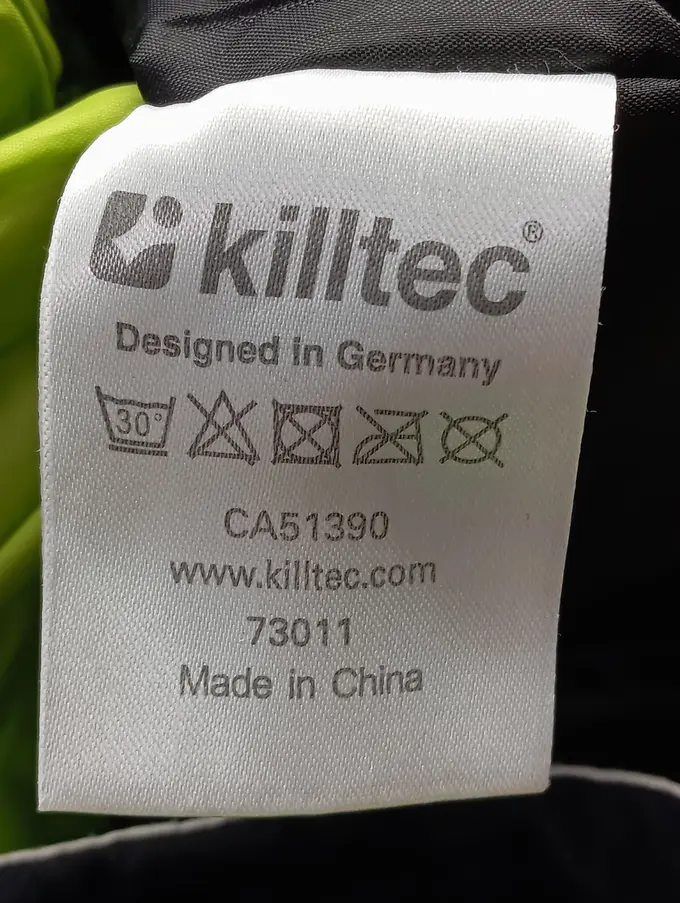 killtec®
Designed in Germany
30°
CA51390
www.killtec.com
73011
Made in China